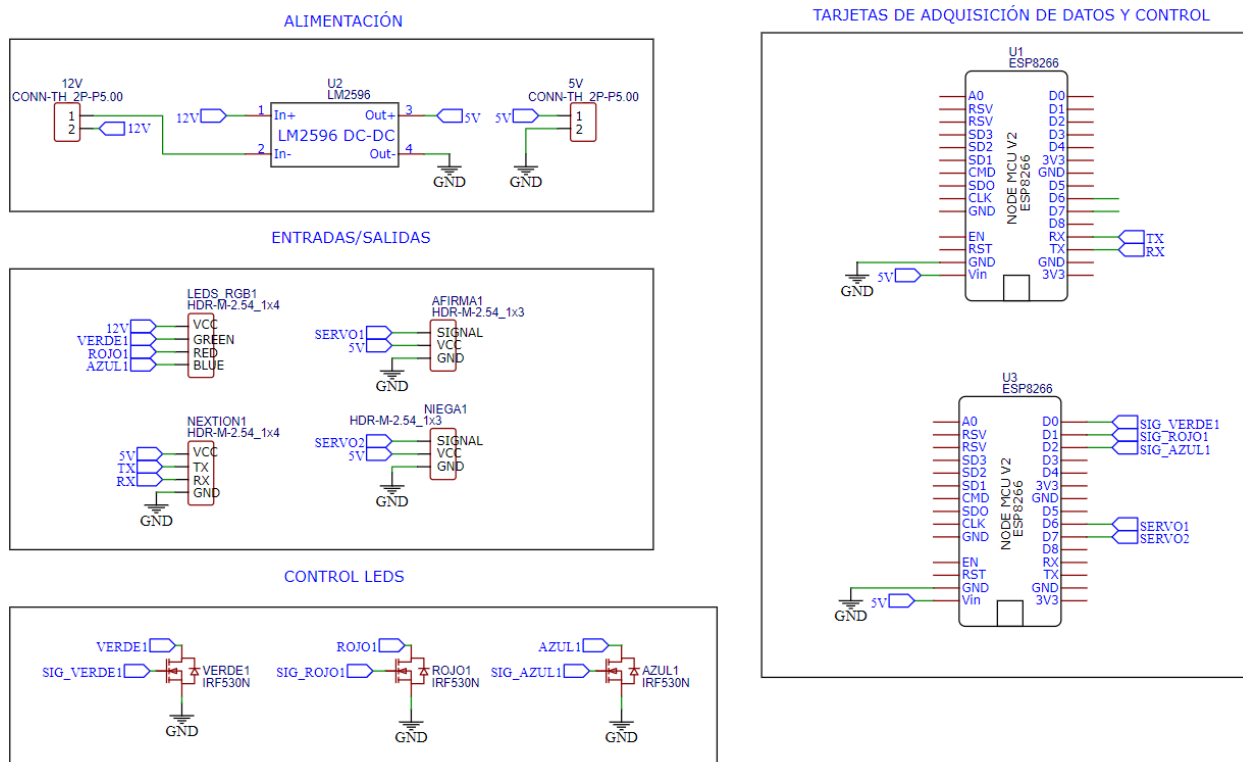 ALIMENTACIÓN
12V
CONN-TH_2P-P5.00
1
2
12V
U2
LM2596
12V
1
In+
Out+
3
5V
LM2596 DC-DC
2
In-
Out-
4
GND
5V
CONN-TH_2P-P5.00
5V
1
2
GND
ENTRADAS/SALIDAS
LEDS_RGB1
HDR-M-2.54_1x4
12V
VCC
VERDE1
GREEN
ROJO1
RED
AZUL1
BLUE
AFIRMA1
HDR-M-2.54_1x3
SERVO1
SIGNAL
5V
VCC
GND
GND
NEXTION1
HDR-M-2.54_1x4
5V
VCC
TX
TX
RX
RX
GND
GND
NIEGA1
HDR-M-2.54_1x3
SERVO2
SIGNAL
5V
VCC
GND
GND
CONTROL LEDS
VERDE1
SIG_VERDE1
VERDE1
IRF530N
GND
ROJO1
SIG_ROJO1
ROJO1
IRF530N
GND
AZUL1
SIG_AZUL1
AZUL1
IRF530N
GND
TARJETAS DE ADQUISICIÓN DE DATOS Y CONTROL
U1
ESP8266
A0
RSV
RSV
SD3
SD2
SD1
CMD
SDO
CLK
GND
EN
RST
GND
Vin
NODE MCU V2
ESP8266
D0
D1
D2
D3
D4
3V3
GND
D5
D6
D7
D8
RX
TX
GND
3V3
TX
RX
GND
5V
U3
ESP8266
A0
RSV
RSV
SD3
SD2
SD1
CMD
SDO
CLK
GND
EN
RST
GND
Vin
NODE MCU V2
ESP8266
D0
D1
D2
D3
D4
3V3
GND
D5
D6
D7
D8
RX
TX
GND
3V3
SIG_VERDE1
SIG_ROJO1
SIG_AZUL1
SERVO1
SERVO2
GND
5V